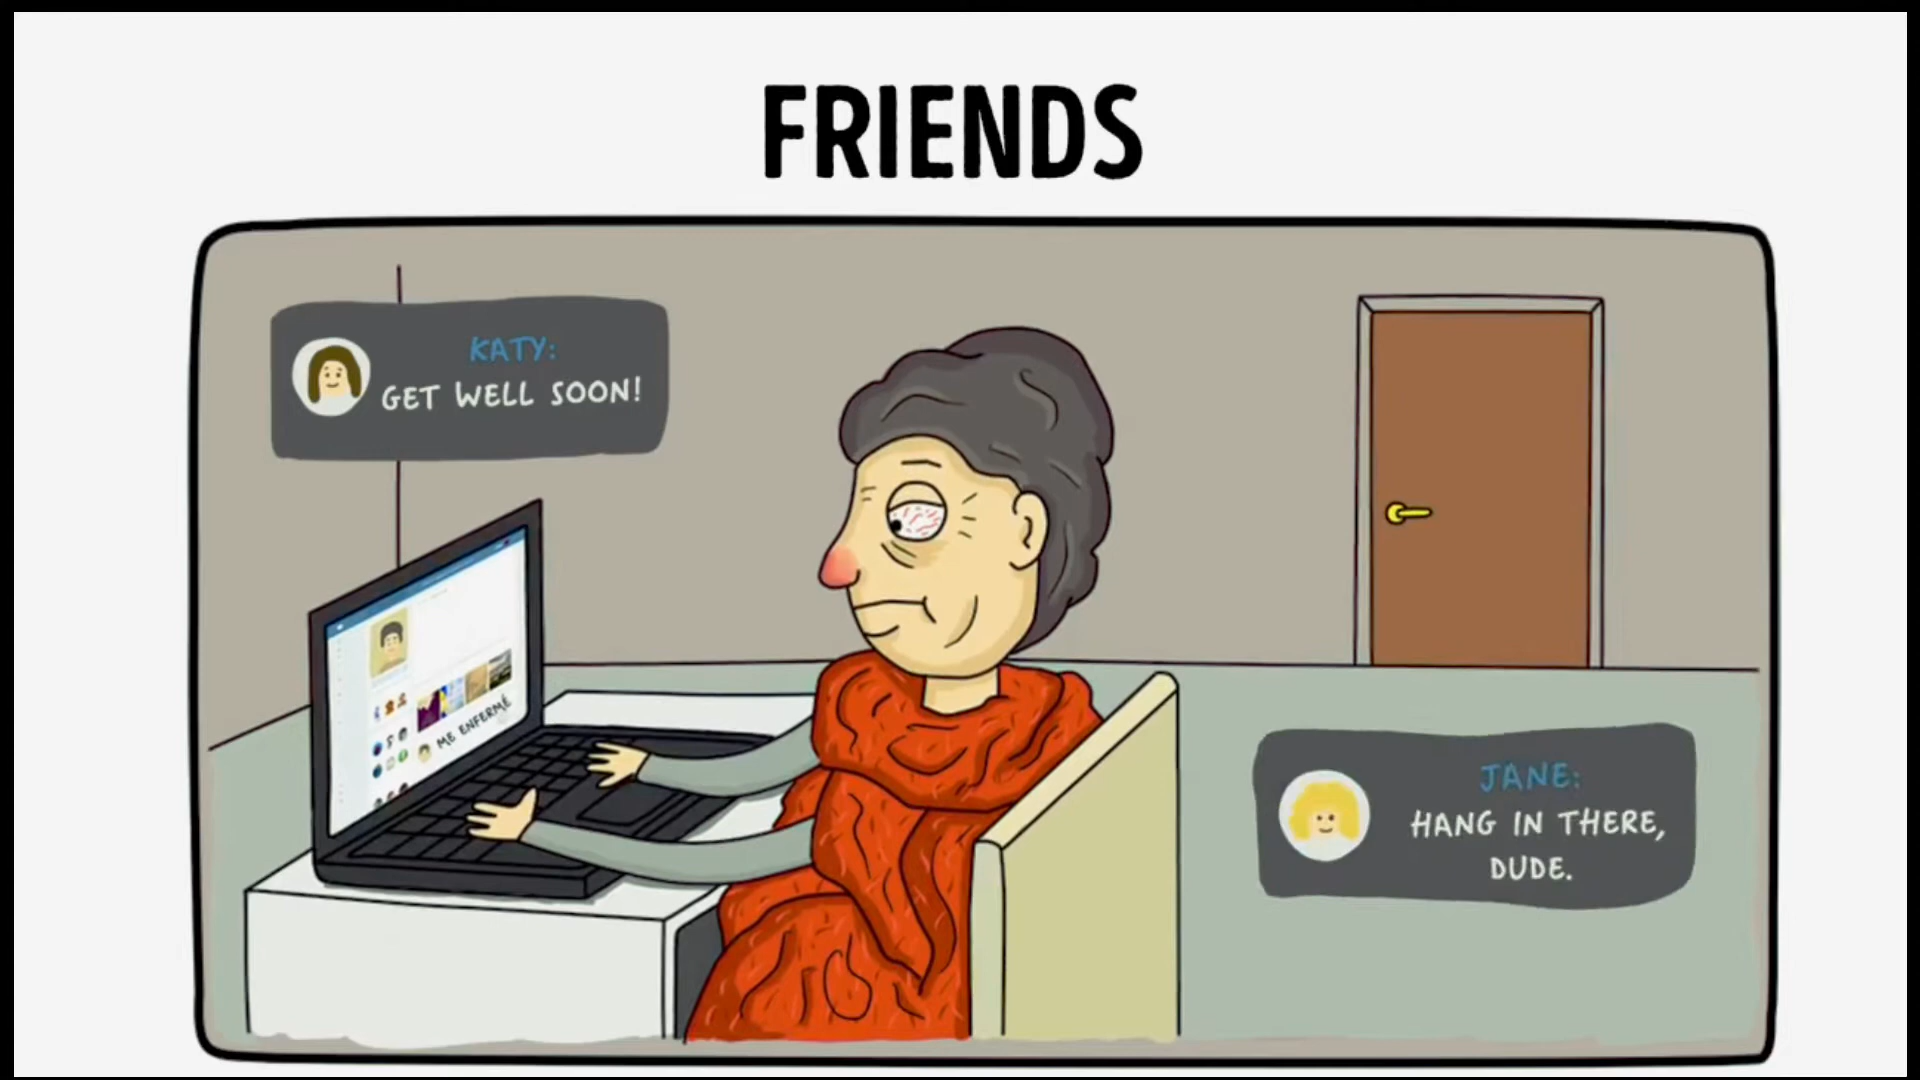 FRIENDS
KATY:
GET WELL SOON!
ME ENFERMÉ
JANE:
HANG IN THERE,
DUDE.